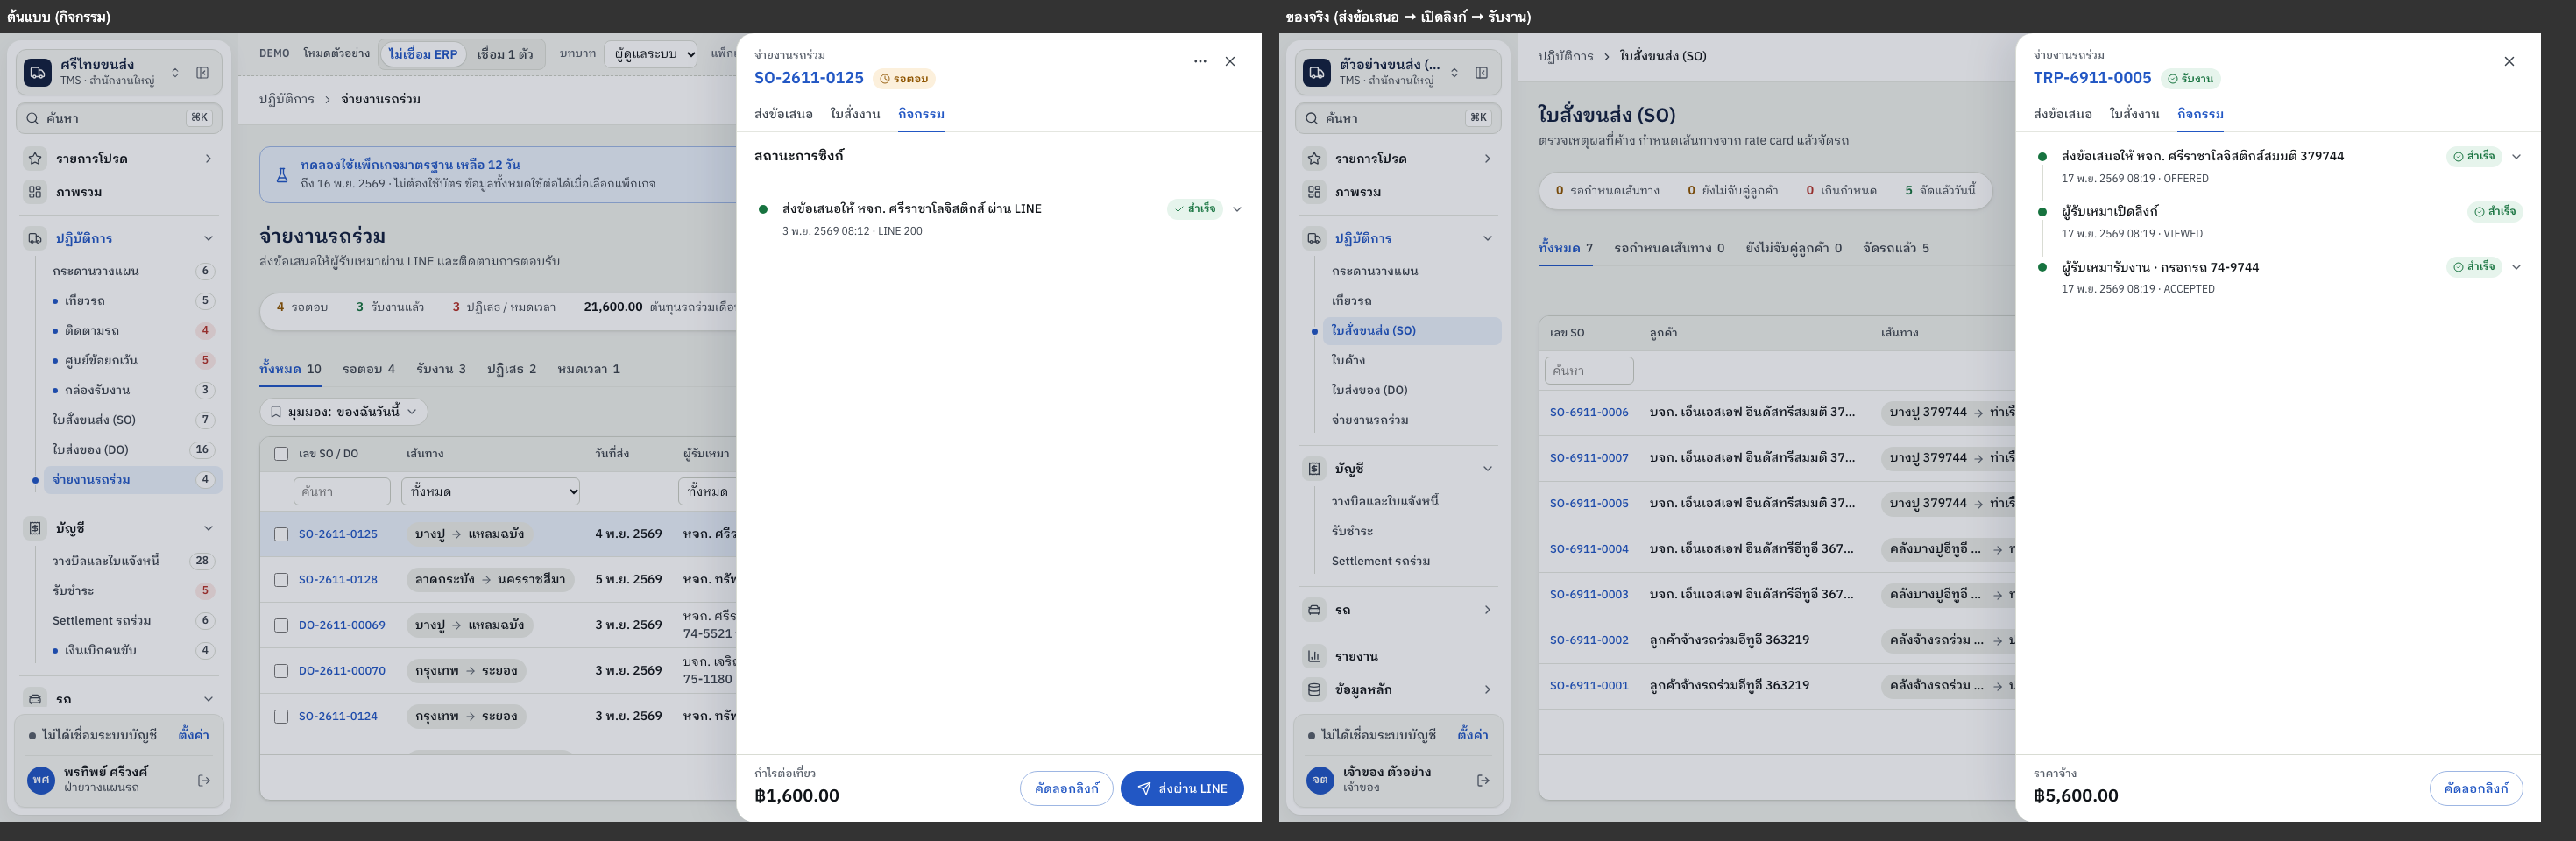 ต้นแบบ (กิจกรรม)
ศรีไทยขนส่ง
TMS · สำนักงานใหญ่
ค้นหา ⌘K
รายการโปรด
ภาพรวม
ปฏิบัติการ
กระดานวางแผน 6
เที่ยวรถ 5
ติดตามรถ 4
ศูนย์ข้อยกเว้น 5
กล่องรับงาน 3
ใบสั่งขนส่ง (SO) 7
ใบส่งของ (DO) 16
จ่ายงานรถร่วม 4
บัญชี
วางบิลและใบแจ้งหนี้ 28
รับชำระ 5
Settlement รถร่วม 6
เงินเบิกคนขับ 4
รถ
ไม่ได้เชื่อมระบบบัญชี ตั้งค่า
พศ พรทิพย์ ศรีวงศ์
ฝ่ายวางแผนรถ
DEMO โหมดตัวอย่าง ไม่เชื่อม ERP เชื่อม 1 ตัว บทบาท ผู้ดูแลระบบ
ปฏิบัติการ > จ่ายงานรถร่วม
ทดลองใช้แพ็กเกจมาตรฐาน เหลือ 12 วัน
ถึง 16 พ.ย. 2569 · ไม่ต้องใช้บัตร ข้อมูลทั้งหมดใช้ต่อได้เมื่อเลือกแพ็กเกจ
จ่ายงานรถร่วม
ส่งข้อเสนอให้ผู้รับเหมาผ่าน LINE และติดตามการตอบรับ
4 รอตอบ 3 รับงานแล้ว 3 ปฏิเสธ / หมดเวลา 21,600.00
ทั้งหมด 10 รอตอบ 4 รับงาน 3 ปฏิเสธ 2 หมดเวลา 1
มุมมอง: ของฉันวันนี้
เลข SO / DO เส้นทาง วันที่ส่ง ผู้รับเหมา
ค้นหา ทั้งหมด ทั้งหมด
SO-2611-0125 บางปู → แหลมฉบัง 4 พ.ย. 2569 หจก.
SO-2611-0128 ลาดกระบัง → นครราชสีมา 5 พ.ย. 2569 หจก.
DO-2611-00069 บางปู → แหลมฉบัง 3 พ.ย. 2569 หจก.
74-5521
DO-2611-00070 กรุงเทพ → ระยอง 3 พ.ย. 2569 บจก.
75-1180
SO-2611-0124 กรุงเทพ → ระยอง 3 พ.ย. 2569 หจก.
จ่ายงานรถร่วม
SO-2611-0125 รอตอบ
ส่งข้อเสนอ ใบสั่งงาน กิจกรรม
สถานะการซิงก์
ส่งข้อเสนอให้ หจก. ศรีราชาโลจิสติกส์ ผ่าน LINE สำเร็จ
3 พ.ย. 2569 08:12 · LINE 200
กำไรต่อเที่ยว
฿1,600.00
คัดลอกลิงก์ ส่งผ่าน LINE
ของจริง (ส่งข้อเสนอ → เปิดลิงก์ → รับงาน)
ตัวอย่างขนส่ง (...
TMS · สำนักงานใหญ่
ค้นหา ⌘K
รายการโปรด
ภาพรวม
ปฏิบัติการ
กระดานวางแผน
เที่ยวรถ
ใบสั่งขนส่ง (SO)
ใบค้าง
ใบส่งของ (DO)
จ่ายงานรถร่วม
บัญชี
วางบิลและใบแจ้งหนี้
รับชำระ
Settlement รถร่วม
รถ
รายงาน
ข้อมูลหลัก
ไม่ได้เชื่อมระบบบัญชี ตั้งค่า
จต เจ้าของ ตัวอย่าง
เจ้าของ
ปฏิบัติการ > ใบสั่งขนส่ง (SO)
ใบสั่งขนส่ง (SO)
ตรวจเหตุผลที่ค้าง กำหนดเส้นทางจาก rate card แล้วจัดรถ
0 รอกำหนดเส้นทาง 0 ยังไม่จับคู่ลูกค้า 0 เกินกำหนด 5 จัดแล้ววันนี้
ทั้งหมด 7 รอกำหนดเส้นทาง 0 ยังไม่จับคู่ลูกค้า 0 จัดรถแล้ว 5
เลข SO ลูกค้า เส้นทาง
ค้นหา
SO-6911-0006 บจก. เอ็นเอสเอฟ อินดัสทรีสมมติ 37... บางปู 379744 →
SO-6911-0007 บจก. เอ็นเอสเอฟ อินดัสทรีสมมติ 37... บางปู 379744 →
SO-6911-0005 บจก. เอ็นเอสเอฟ อินดัสทรีสมมติ 37... บางปู 379744 →
SO-6911-0004 บจก. เอ็นเอสเอฟ อินดัสทรีอีทูอี 367... คลังบางปูอีทูอี ... →
SO-6911-0003 บจก. เอ็นเอสเอฟ อินดัสทรีอีทูอี 367... คลังบางปูอีทูอี ... →
SO-6911-0002 ลูกค้าจ้างรถร่วมอีทูอี 363219 คลังจ้างรถร่วม ... →
SO-6911-0001 ลูกค้าจ้างรถร่วมอีทูอี 363219 คลังจ้างรถร่วม ... →
จ่ายงานรถร่วม
TRP-6911-0005 รับงาน
ส่งข้อเสนอ ใบสั่งงาน กิจกรรม
ส่งข้อเสนอให้ หจก. ศรีราชาโลจิสติกส์สมมติ 379744 สำเร็จ
17 พ.ย. 2569 08:19 · OFFERED
ผู้รับเหมาเปิดลิงก์ สำเร็จ
17 พ.ย. 2569 08:19 · VIEWED
ผู้รับเหมารับงาน · กรอกรถ 74-9744 สำเร็จ
17 พ.ย. 2569 08:19 · ACCEPTED
ราคาจ้าง
฿5,600.00
คัดลอกลิงก์